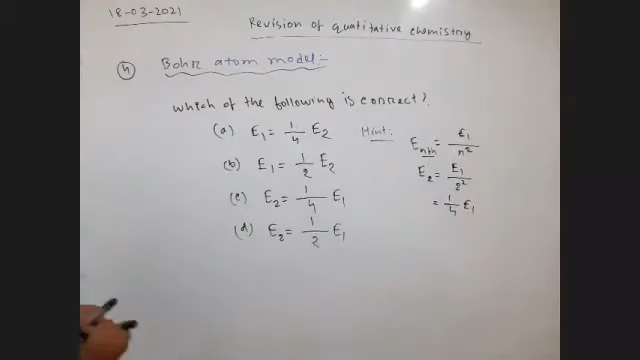 18-03-2021
Revision of quatitative chemistry
(4) Bohr atom model:-
which of the following is correct?
(a) E₁ = 1/4 E₂
(b) E₁ = 1/2 E₂
(c) E₂ = 1/4 E₁
(d) E₂ = 1/2 E₁
Hint:
E_nth = E₁/n²
E₂ = E₁/2²
= 1/4 E₁